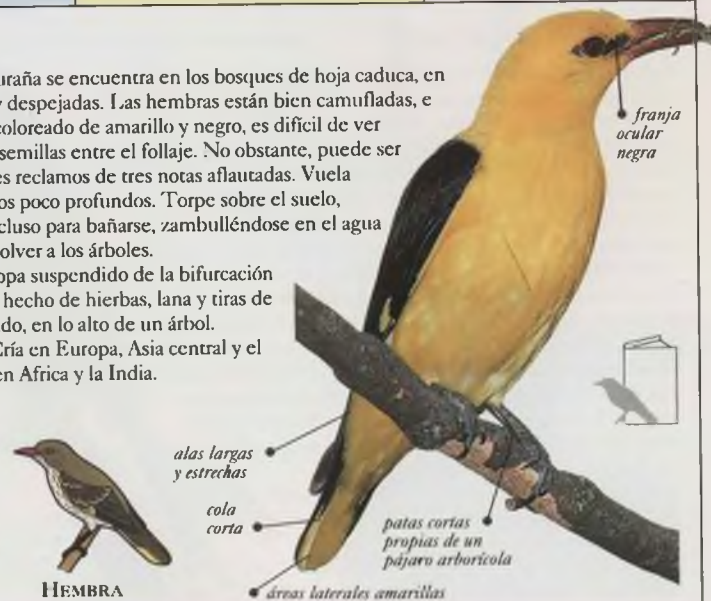 uraña se encuentra en los bosques de hoja caduca, en
despejadas. Las hembras están bien camufladas, e
coloreado de amarillo y negro, es difícil de ver
semillas entre el follaje. No obstante, puede ser
es reclamos de tres notas aflautadas. Vuela
os poco profundos. Torpe sobre el suelo,
cluso para bañarse, zambulléndose en el agua
olver a los árboles.
opa suspendido de la bifurcación
hecho de hierbas, lana y tiras de
do, en lo alto de un árbol.
Cría en Europa, Asia central y el
en Africa y la India.
franja
ocular
negra
alas largas
y estrechas
cola
corta
patas cortas
propias de un
pájaro arborícola
áreas laterales amarillas
HEMBRA